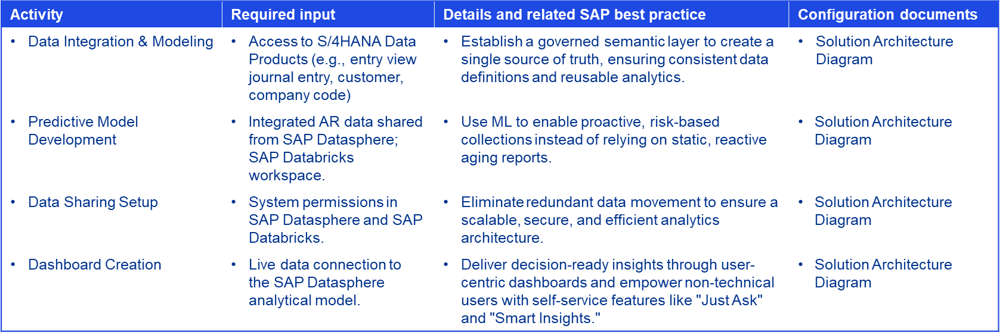 Activity
Required input
Details and related SAP best practice
Configuration documents
• Data Integration & Modeling
• Access to S/4HANA Data
Products (e.g., entry view
journal entry, customer,
company code)
• Establish a governed semantic layer to create a
single source of truth, ensuring consistent data
definitions and reusable analytics.
• Solution Architecture
Diagram
• Predictive Model
Development
• Integrated AR data shared
from SAP Datasphere;
SAP Databricks
workspace.
• Use ML to enable proactive, risk-based
collections instead of relying on static, reactive
aging reports.
• Solution Architecture
Diagram
• Data Sharing Setup
• System permissions in
SAP Datasphere and SAP
Databricks.
• Eliminate redundant data movement to ensure a
scalable, secure, and efficient analytics
architecture.
• Solution Architecture
Diagram
• Dashboard Creation
• Live data connection to
the SAP Datasphere
analytical model.
• Deliver decision-ready insights through user-
centric dashboards and empower non-technical
users with self-service features like "Just Ask"
and "Smart Insights."
• Solution Architecture
Diagram